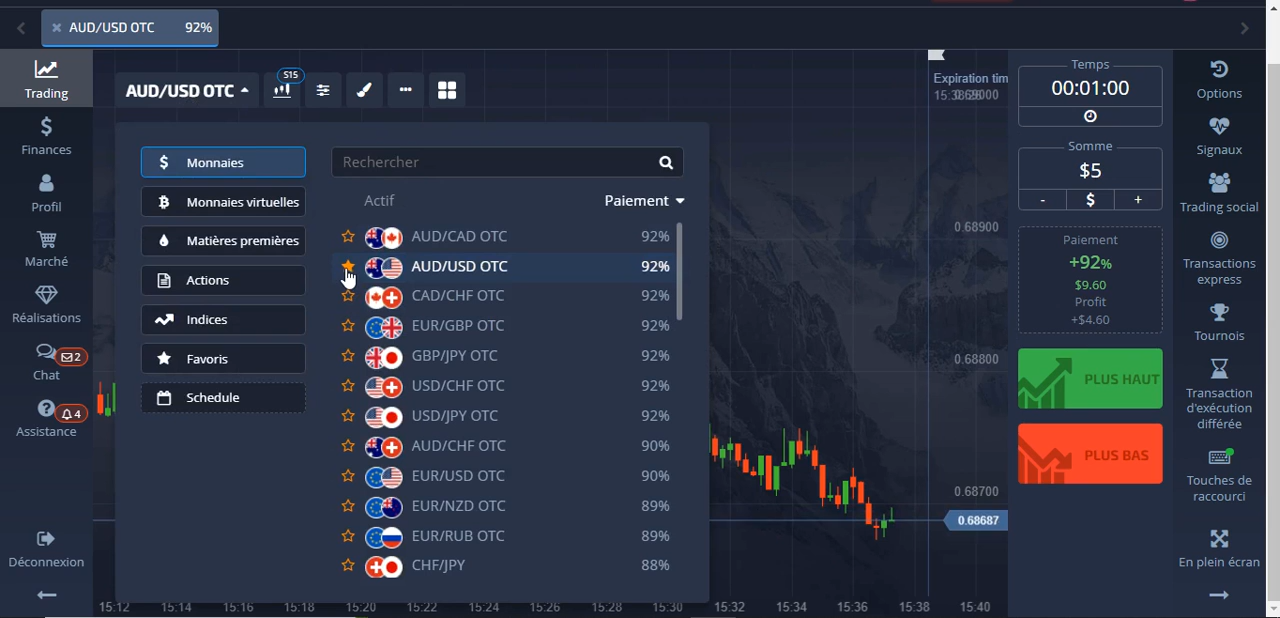 AUD/USD OTC 92%
Trading
Finances
Profil
Marché
Réalisations
2
Chat
4
Assistance
Déconnexion
AUD/USD OTC
S15
Monnaies
Monnaies virtuelles
Matières premières
Actions
Indices
Favoris
Schedule
Rechercher
Actif Paiement
AUD/CAD OTC 92%
AUD/USD OTC 92%
CAD/CHF OTC 92%
EUR/GBP OTC 92%
GBP/JPY OTC 92%
USD/CHF OTC 92%
USD/JPY OTC 92%
AUD/CHF OTC 90%
EUR/USD OTC 90%
EUR/NZD OTC 89%
EUR/RUB OTC 89%
CHF/JPY 88%
Expiration tim
0.68900
0.68800
0.68700
0.68687
15:12 15:14 15:16 15:18 15:20 15:22 15:24 15:26 15:28 15:30 15:32 15:34 15:36 15:38 15:40
Temps
00:01:00
Somme
$5
- $ +
Paiement
+92%
$9.60
Profit
+$4.60
PLUS HAUT
PLUS BAS
Options
Signaux
Trading social
Transactions
express
Tournois
Transaction
d'exécution
différée
Touches de
raccourci
En plein écran